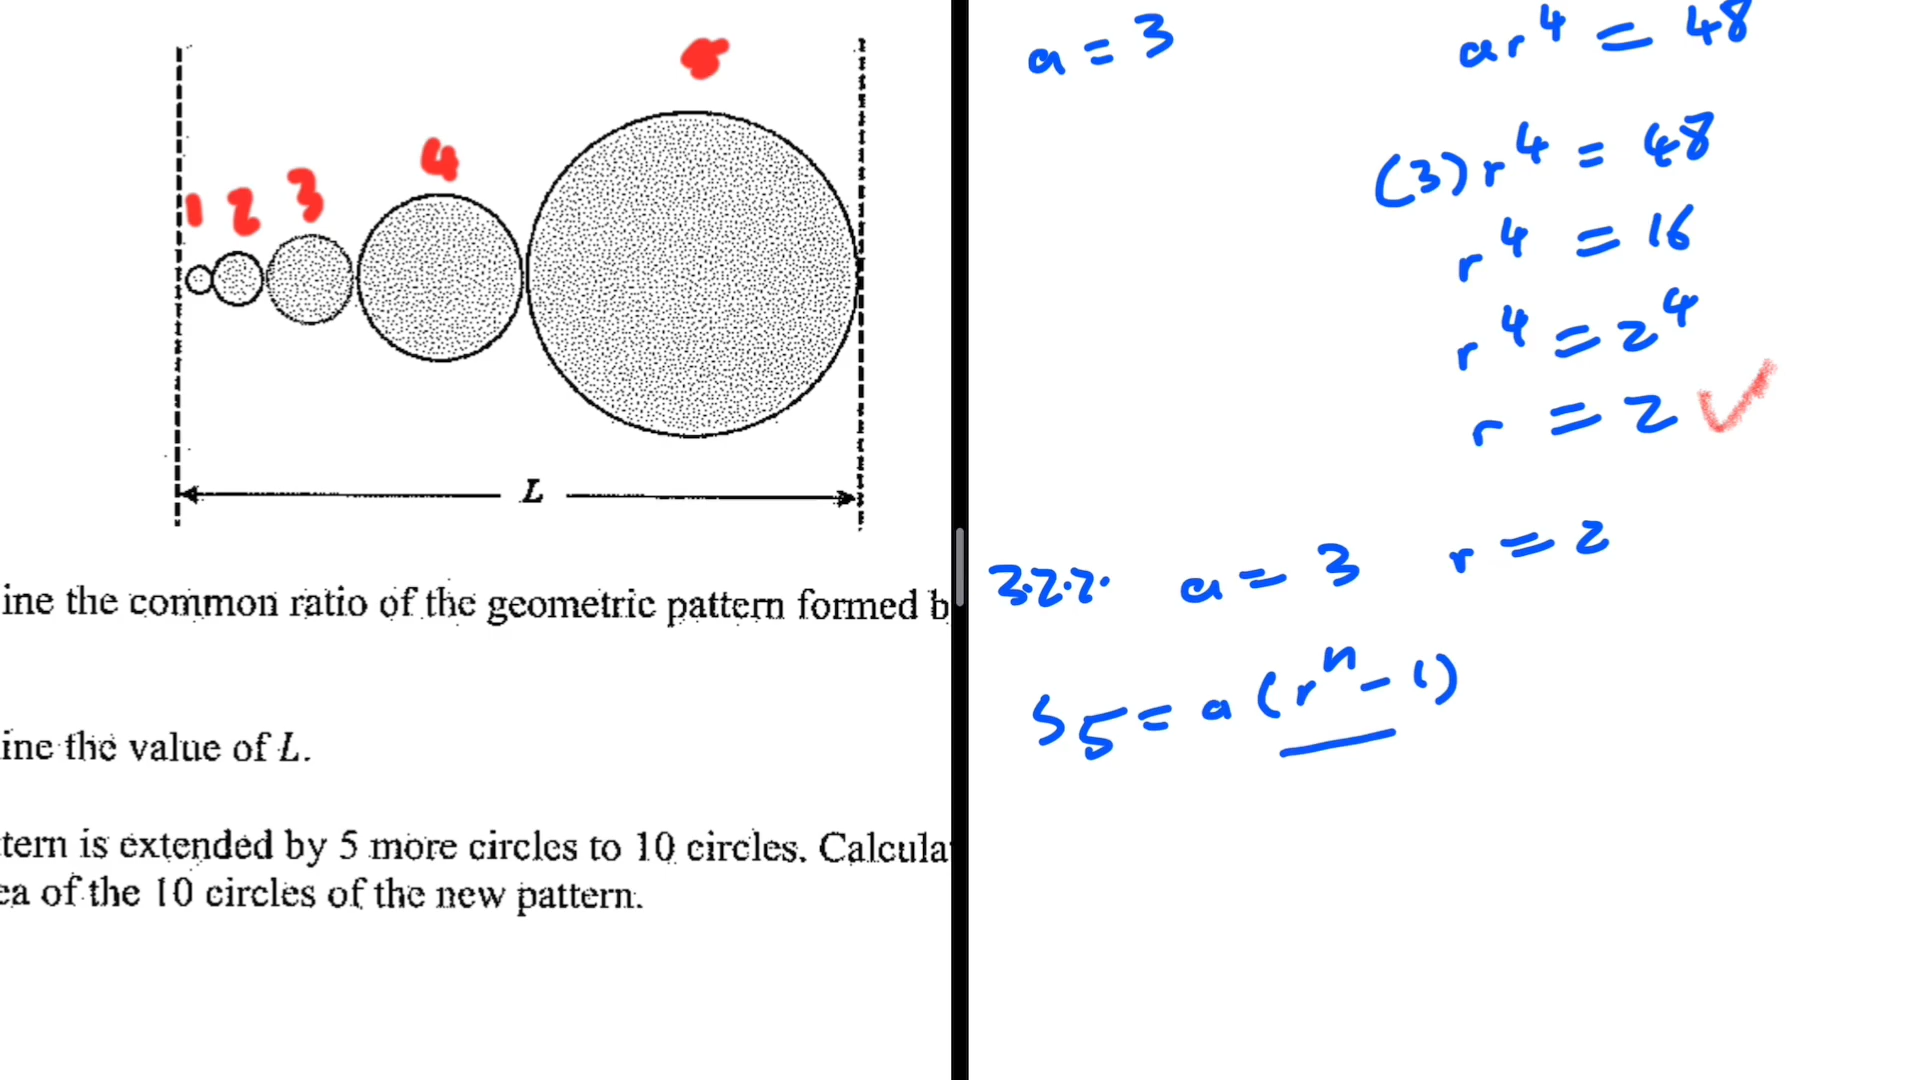 1 2 3 4
L
ine the common ratio of the geometric pattern formed b
ine the value of L.
tern is extended by 5 more circles to 10 circles. Calcula
ea of the 10 circles of the new pattern.
a = 3
ar⁴ = 48
(3)r⁴ = 48
r⁴ = 16
r⁴ = 2⁴
r = 2 ✓
3.2.2. a = 3 r = 2
S5 = a(rⁿ - 1)